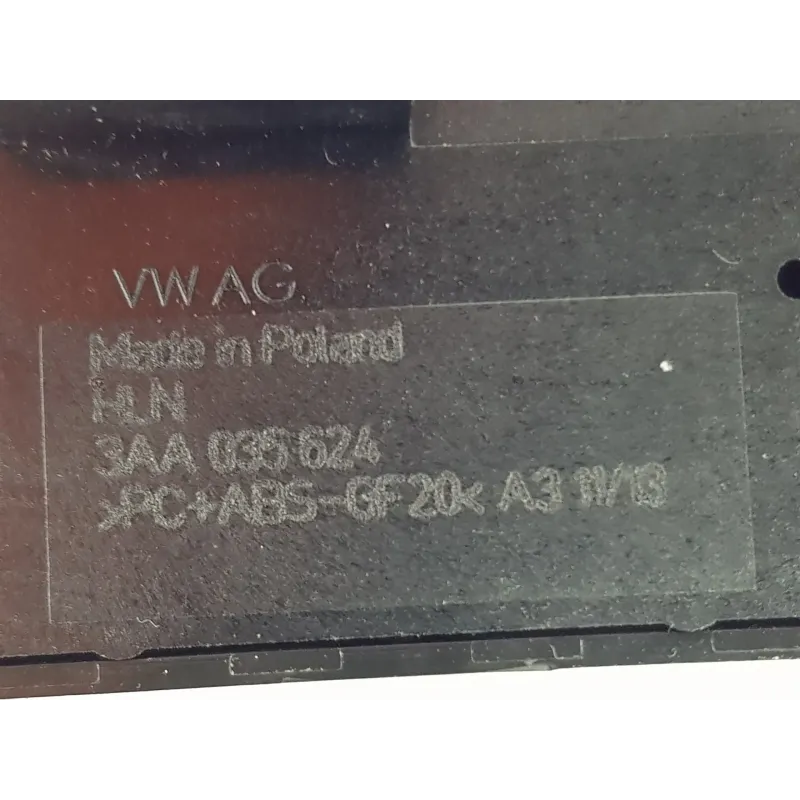 VW AG
Made in Poland
HLN
3AA 035 624
>PC+ABS-GF20< A3 11/13